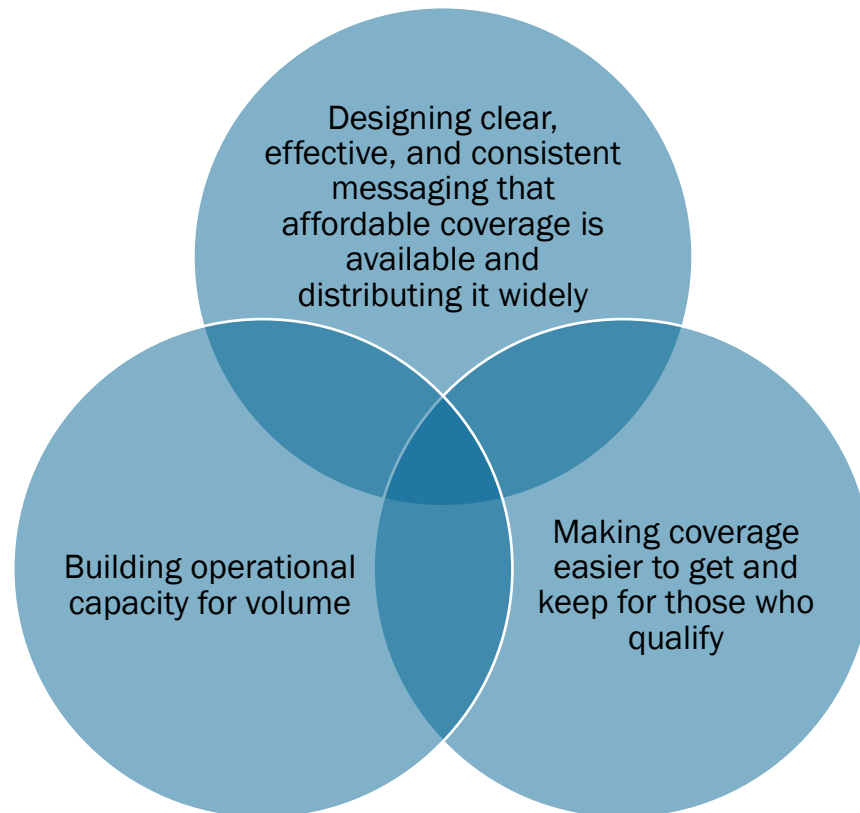 Designing clear,
effective, and consistent
messaging that
affordable coverage is
available and
distributing it widely
Building operational
capacity for volume
Making coverage
easier to get and
keep for those who
qualify